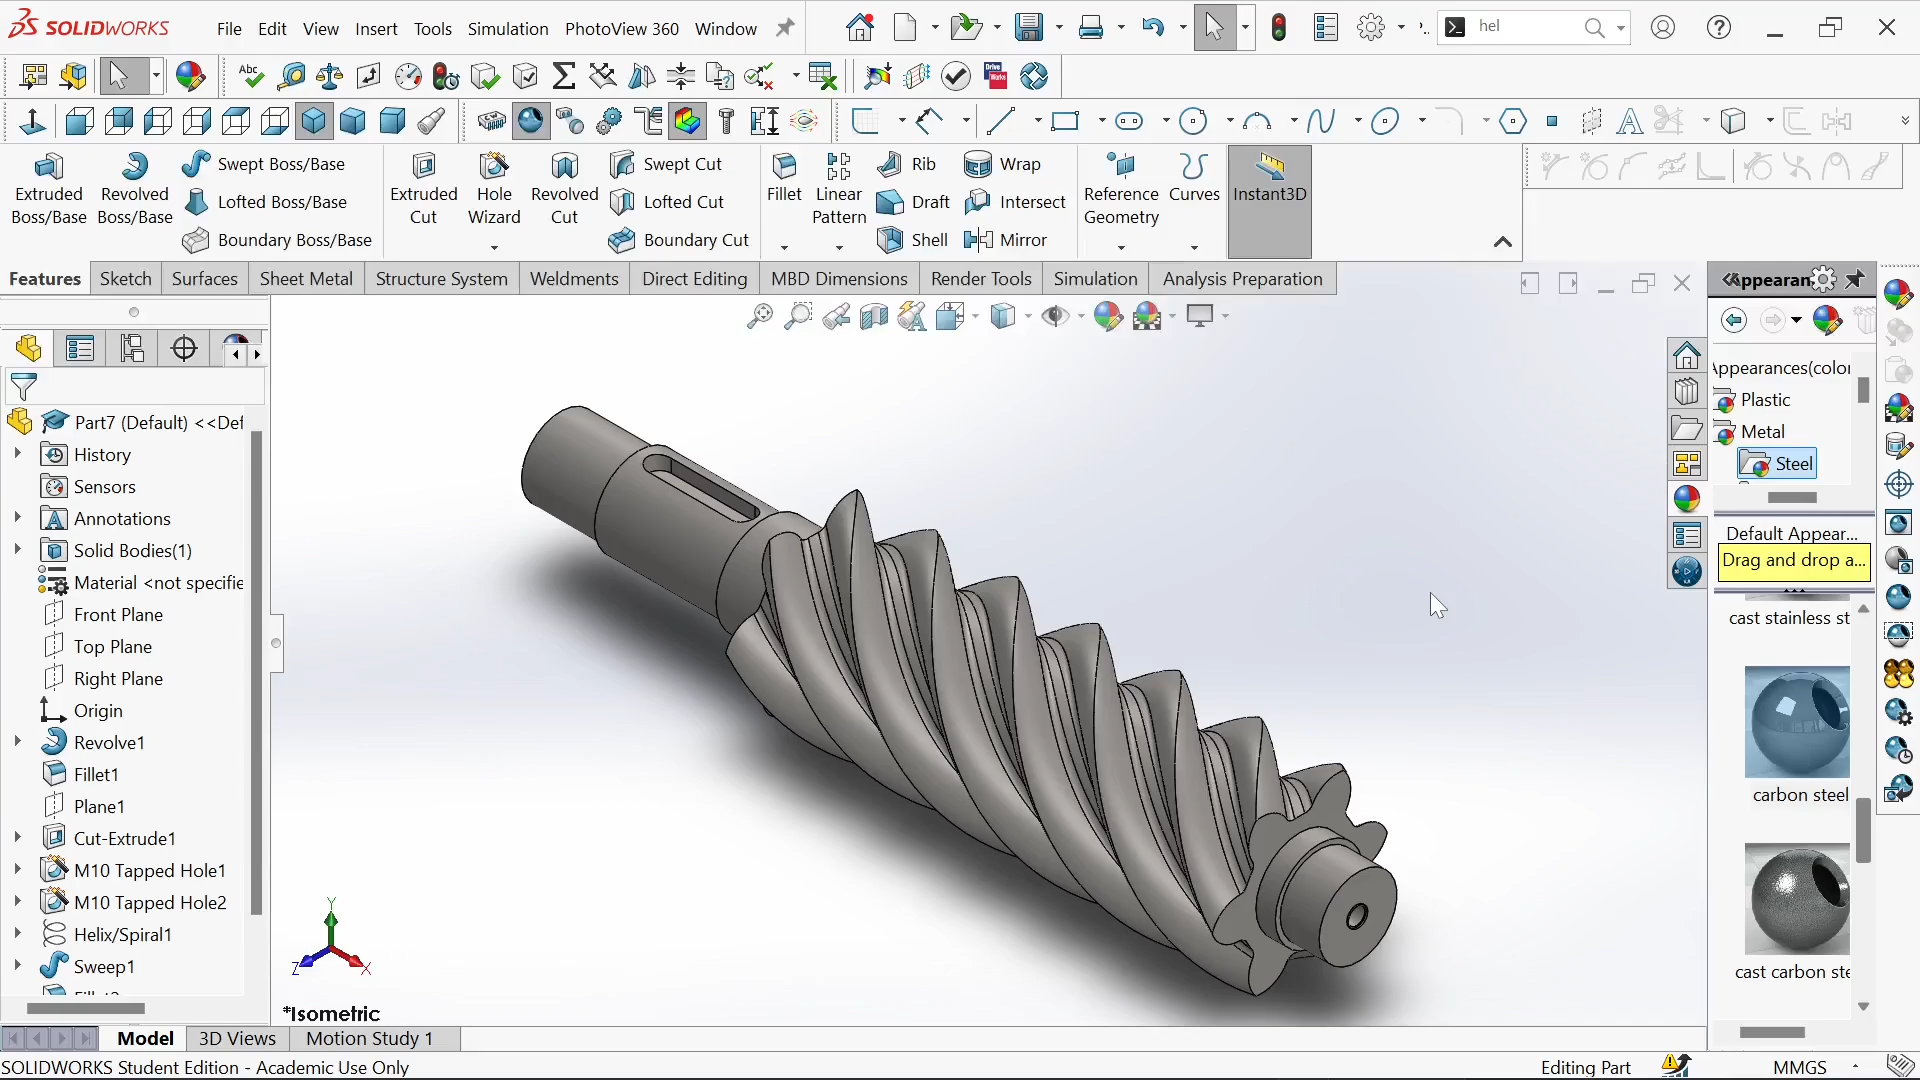 SOLIDWORKS
File Edit View Insert Tools Simulation PhotoView 360 Window
hel
Abc
Drive Works
Extruded Boss/Base
Revolved Boss/Base
Swept Boss/Base
Lofted Boss/Base
Boundary Boss/Base
Extruded Cut
Hole Wizard
Revolved Cut
Swept Cut
Lofted Cut
Boundary Cut
Fillet
Linear Pattern
Rib
Draft
Shell
Wrap
Intersect
Mirror
Reference Geometry
Curves
Instant3D
Features Sketch Surfaces Sheet Metal Structure System Weldments Direct Editing MBD Dimensions Render Tools Simulation Analysis Preparation
Part7 (Default) <<Def
History
Sensors
Annotations
Solid Bodies(1)
Material <not specifie
Front Plane
Top Plane
Right Plane
Origin
Revolve1
Fillet1
Plane1
Cut-Extrude1
M10 Tapped Hole1
M10 Tapped Hole2
Helix/Spiral1
Sweep1
Y
Z
X
*Isometric
Appearan
Appearances(color
Plastic
Metal
Steel
Default Appear...
Drag and drop a...
cast stainless st
carbon steel
cast carbon ste
Model 3D Views Motion Study 1
SOLIDWORKS Student Edition - Academic Use Only
Editing Part
MMGS